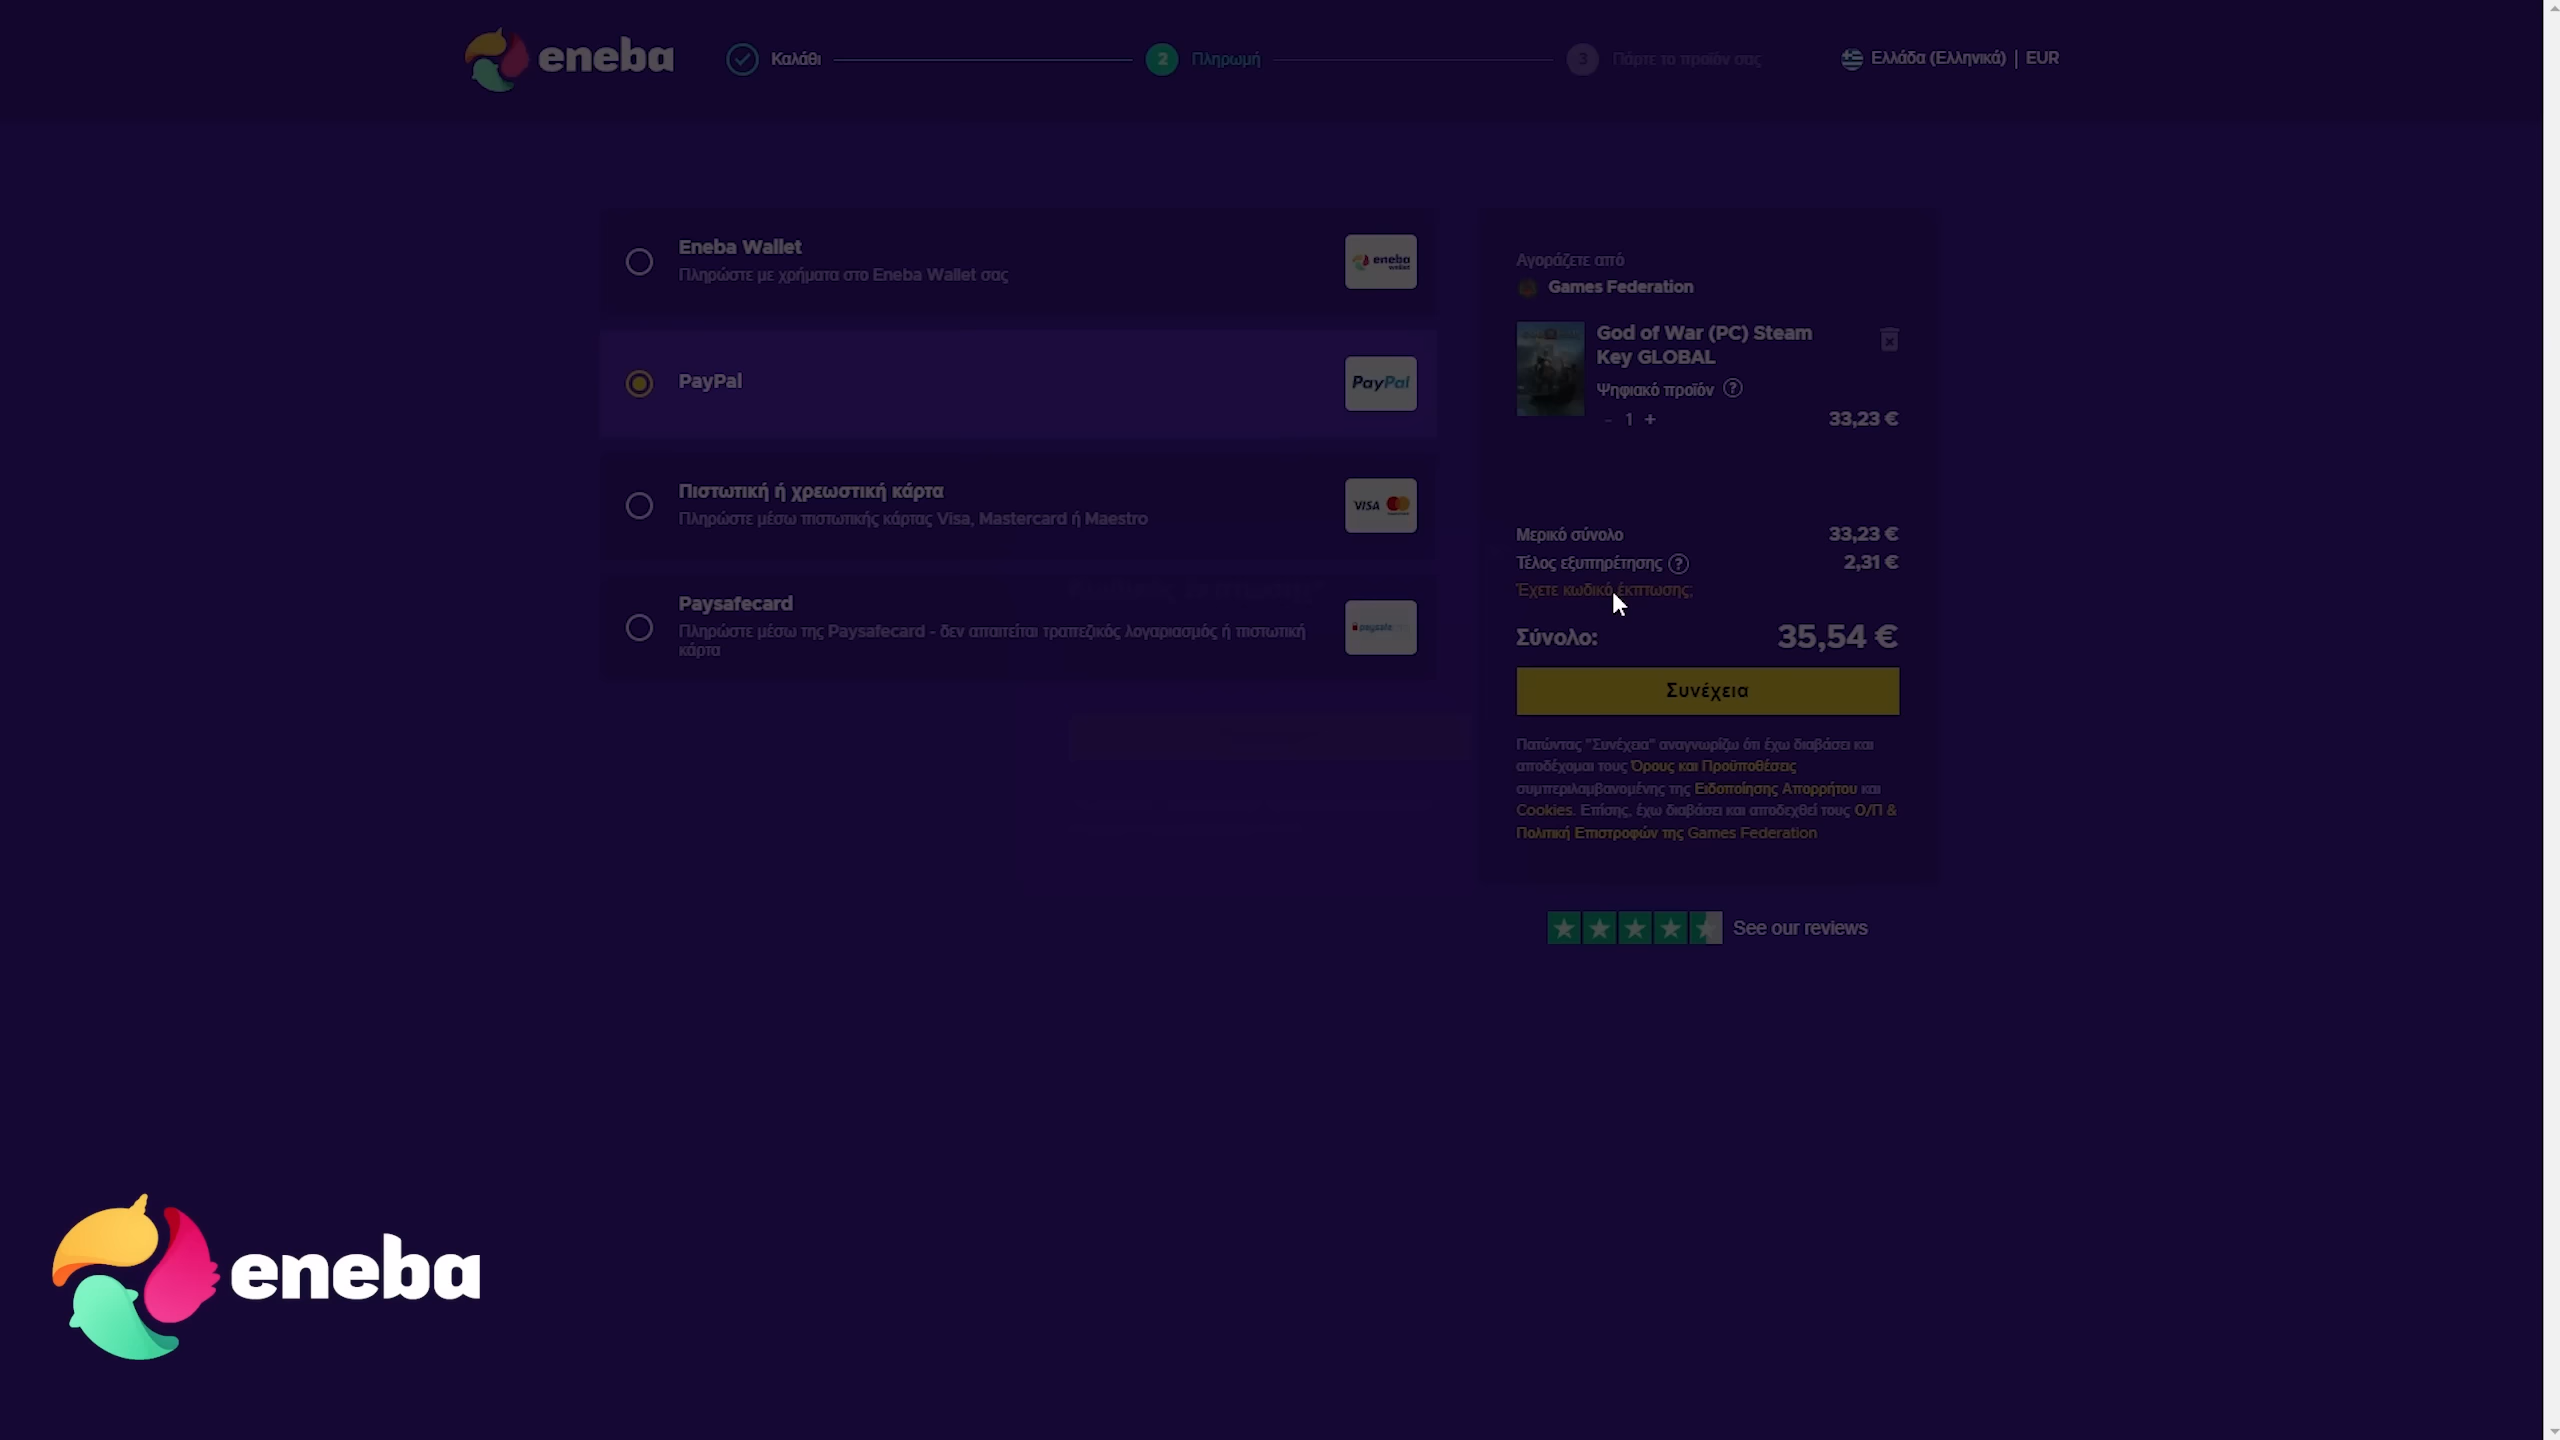 eneba
Καλάθι
2
Πληρωμή
3
Πάρτε το προϊόν σας
Ελλάδα (Ελληνικά) | EUR
Eneba Wallet
Πληρώστε με χρήματα στο Eneba Wallet σας
eneba
wallet
PayPal
PayPal
Πιστωτική ή χρεωστική κάρτα
Πληρώστε μέσω πιστωτικής κάρτας Visa, Mastercard ή Maestro
VISA
Paysafecard
Πληρώστε μέσω της Paysafecard - δεν απαιτείται τραπεζικός λογαριασμός ή πιστωτική
κάρτα
paysafe
Αγοράζετε από
Games Federation
God of War (PC) Steam
Key GLOBAL
Ψηφιακό προϊόν ?
- 1 +
33,23 €
Μερικό σύνολο
33,23 €
Τέλος εξυπηρέτησης ?
2,31 €
Έχετε κωδικό έκπτωσης;
Σύνολο:
35,54 €
Συνέχεια
Πατώντας "Συνέχεια" αναγνωρίζω ότι έχω διαβάσει και
αποδέχομαι τους Όρους και Προϋποθέσεις
συμπεριλαμβανομένης της Ειδοποίησης Απορρήτου και
Cookies. Επίσης, έχω διαβάσει και αποδεχθεί τους Ο/Π &
Πολιτική Επιστροφών της Games Federation
See our reviews
eneba